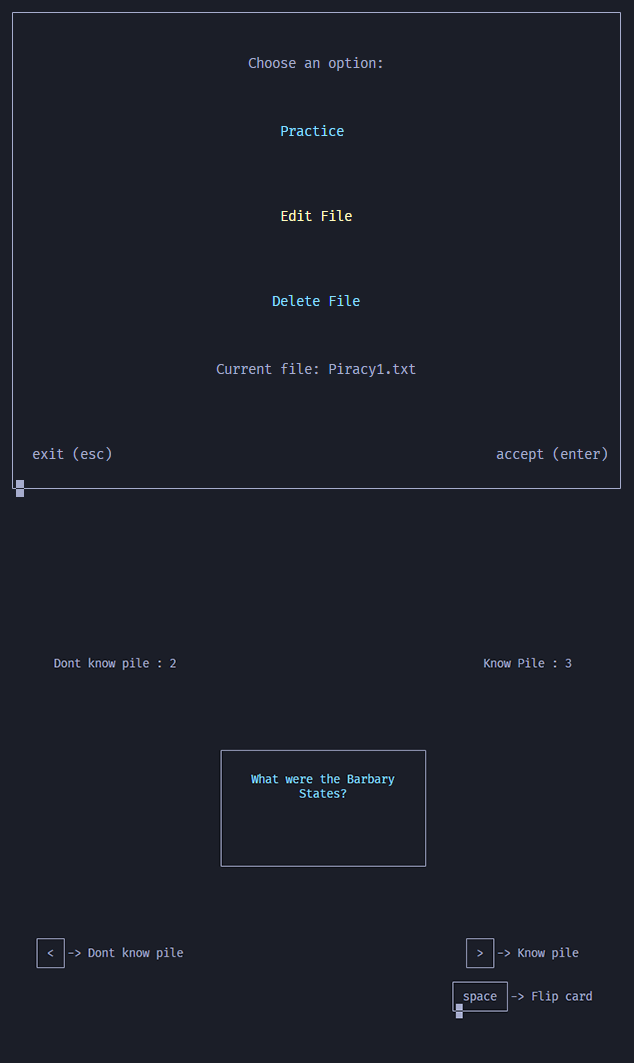 Choose an option:
Practice
Edit File
Delete File
Current file: Piracy1.txt
exit (esc) accept (enter)
Dont know pile : 2 Know Pile : 3
What were the Barbary
States?
< -> Dont know pile > -> Know pile
space -> Flip card